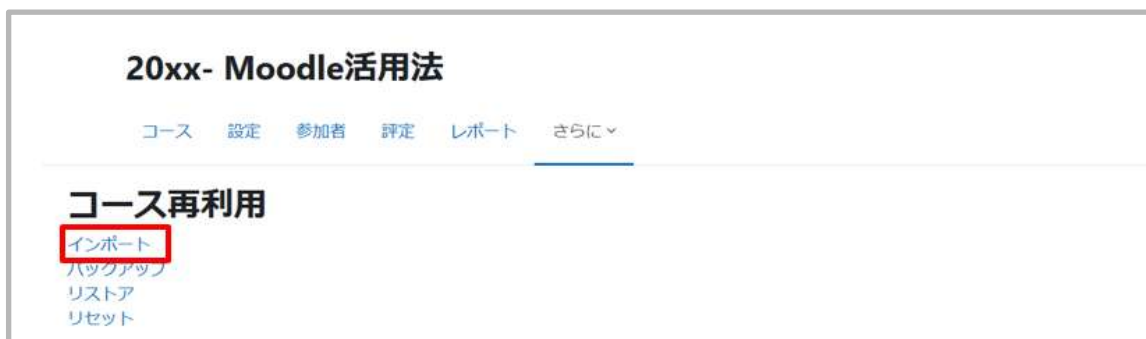 20xx- Moodle活用法
コース 設定 参加者 評定 レポート さらに
コース再利用
インポート
バックアップ
リストア
リセット